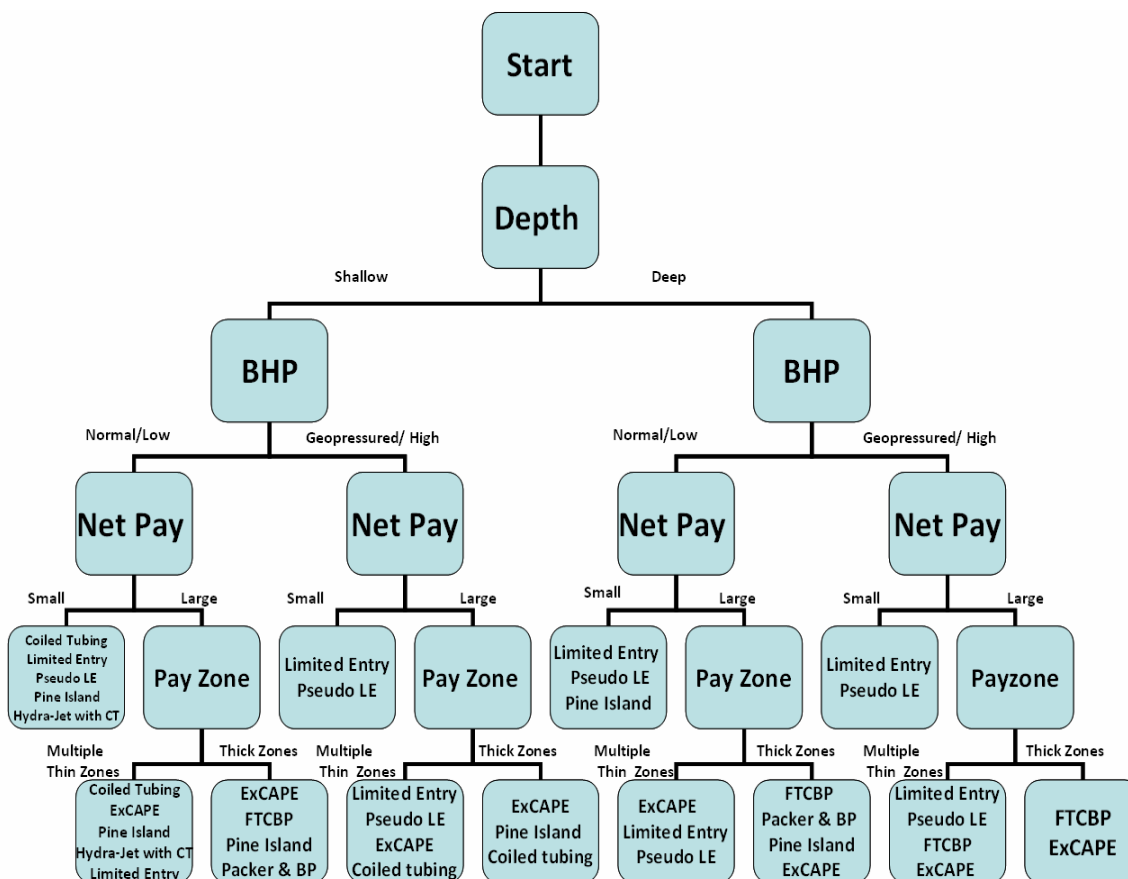 Start
Depth
Shallow
Deep
BHP
BHP
Normal/Low
Geopressured/ High
Normal/Low
Geopressured/ High
Net Pay
Net Pay
Net Pay
Net Pay
Small
Large
Small
Large
Small
Large
Small
Large
Coiled Tubing
Limited Entry
Pseudo LE
Pine Island
Hydra-Jet with CT
Pay Zone
Limited Entry
Pseudo LE
Pay Zone
Limited Entry
Pseudo LE
Pine Island
Pay Zone
Limited Entry
Pseudo LE
Payzone
Multiple
Thin Zones
Thick Zones
Multiple
Thin Zones
Thick Zones
Multiple
Thin Zones
Thick Zones
Multiple
Thin Zones
Thick Zones
Coiled Tubing
ExCAPE
Pine Island
Hydra-Jet with CT
Limited Entry
ExCAPE
FTCBP
Pine Island
Packer & BP
Limited Entry
Pseudo LE
ExCAPE
Coiled tubing
ExCAPE
Pine Island
Coiled tubing
ExCAPE
Limited Entry
Pseudo LE
FTCBP
Packer & BP
Pine Island
ExCAPE
Limited Entry
Pseudo LE
FTCBP
ExCAPE
FTCBP
ExCAPE